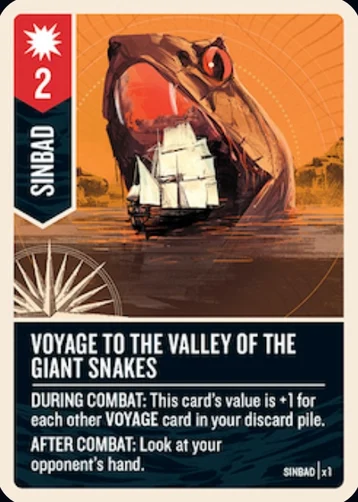 2
SINBAD
VOYAGE TO THE VALLEY OF THE
GIANT SNAKES
DURING COMBAT: This card's value is +1 for
each other VOYAGE card in your discard pile.
AFTER COMBAT: Look at your
opponent's hand.
SINBAD | x1